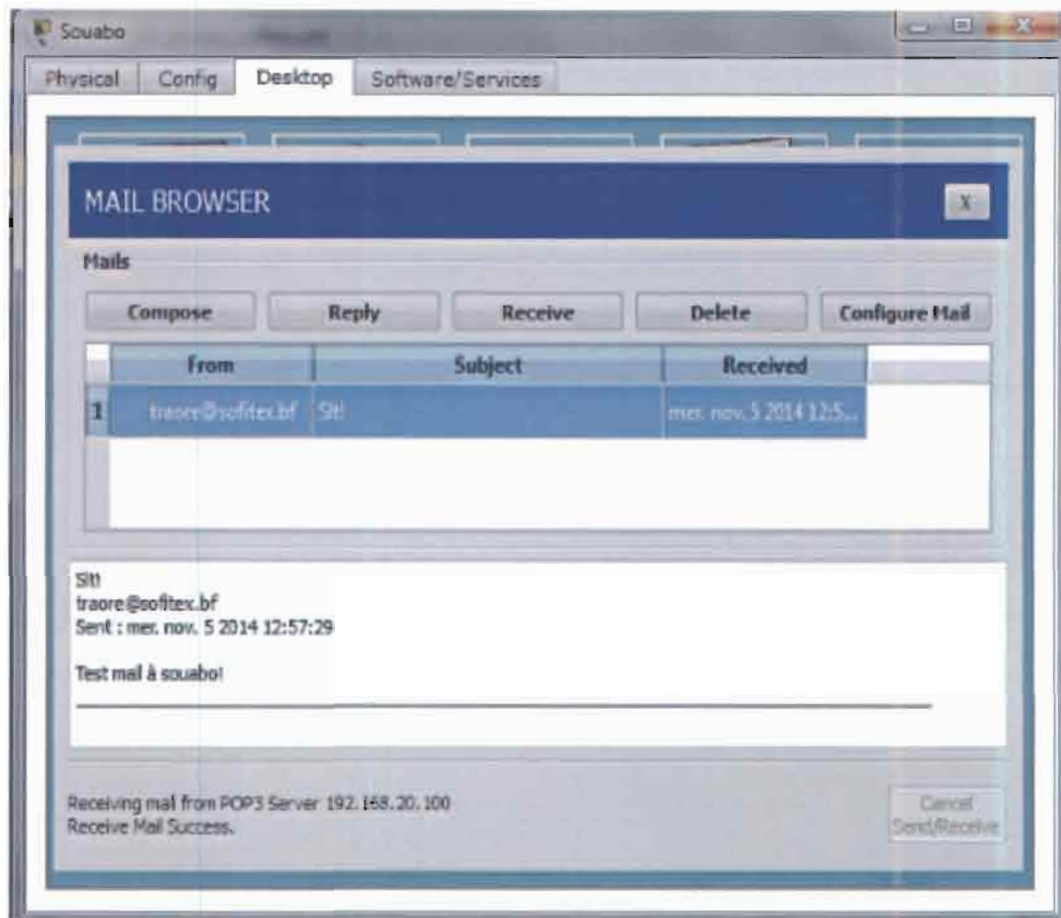 Souabo
Physical Config Desktop Software/Services
MAIL BROWSER X
Mails
Compose Reply Receive Delete Configure Mail
From Subject Received
1 traore@sofitex.bf Slt! mer. nov. 5 2014 12:5...
Slt!
traore@sofitex.bf
Sent : mer. nov. 5 2014 12:57:29
Test mail à souabo!
Receiving mail from POP3 Server 192.168.20.100
Receive Mail Success.
Cancel
Send/Receive